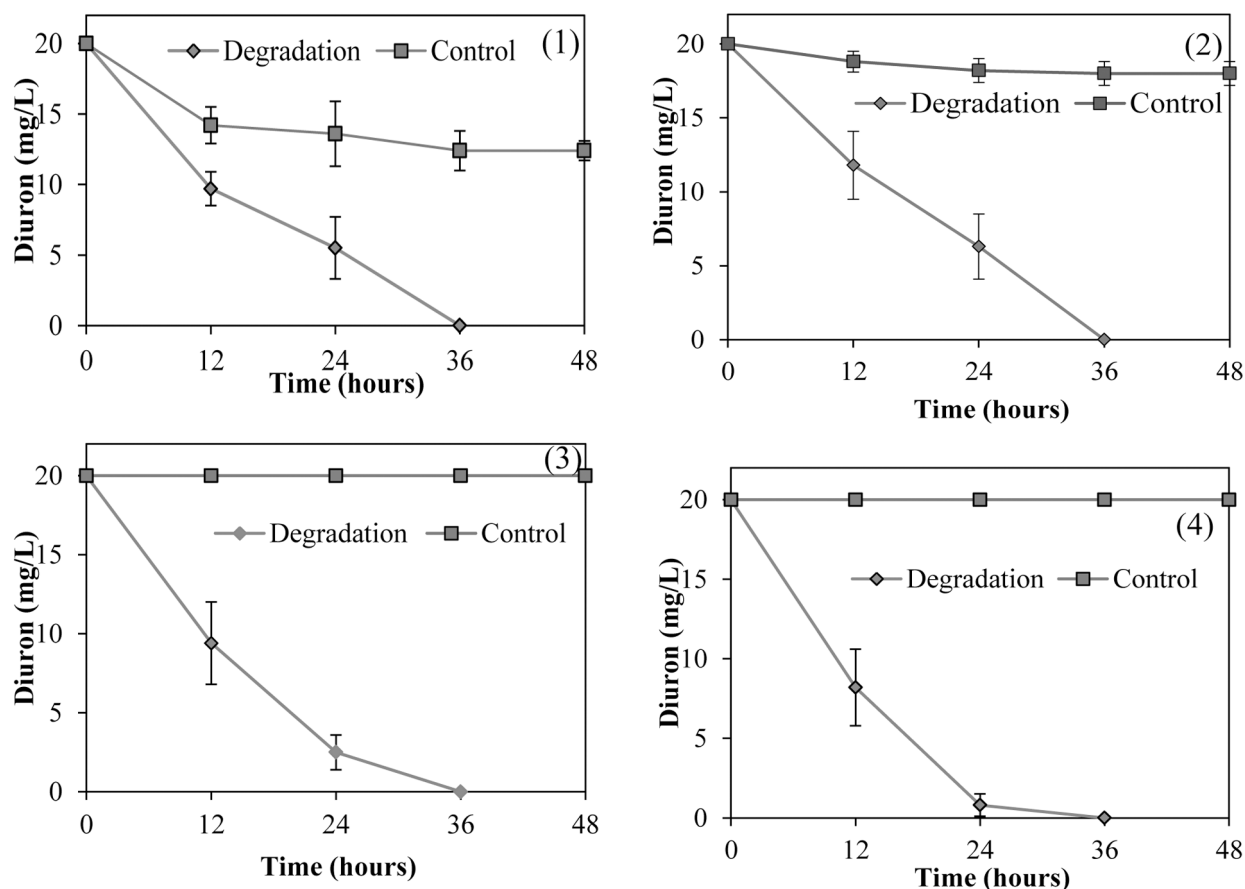 (1)
Degradation Control
Diuron (mg/L)
20
15
10
5
0
0 12 24 36 48
Time (hours)
(2)
Degradation Control
Diuron (mg/L)
20
15
10
5
0
0 12 24 36 48
Time (hours)
(3)
Degradation Control
Diuron (mg/L)
20
15
10
5
0
0 12 24 36 48
Time (hours)
(4)
Degradation Control
Diuron (mg/L)
20
15
10
5
0
0 12 24 36 48
Time (hours)